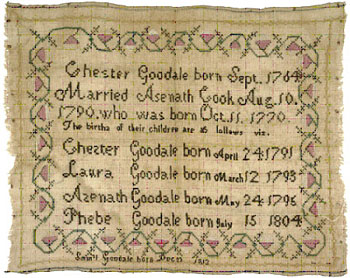 Chester Goodale born Sept. 1764
Married Asenath Cook Aug. 10.
1790. who was born Oct. 11. 1770.
The births of their children are as follows viz.
Chester Goodale born April 24 1791
Laura Goodale born March 12 1793
Azenath Goodale born May 24 1796
Phebe Goodale born July 15 1804
Goodale born 1812